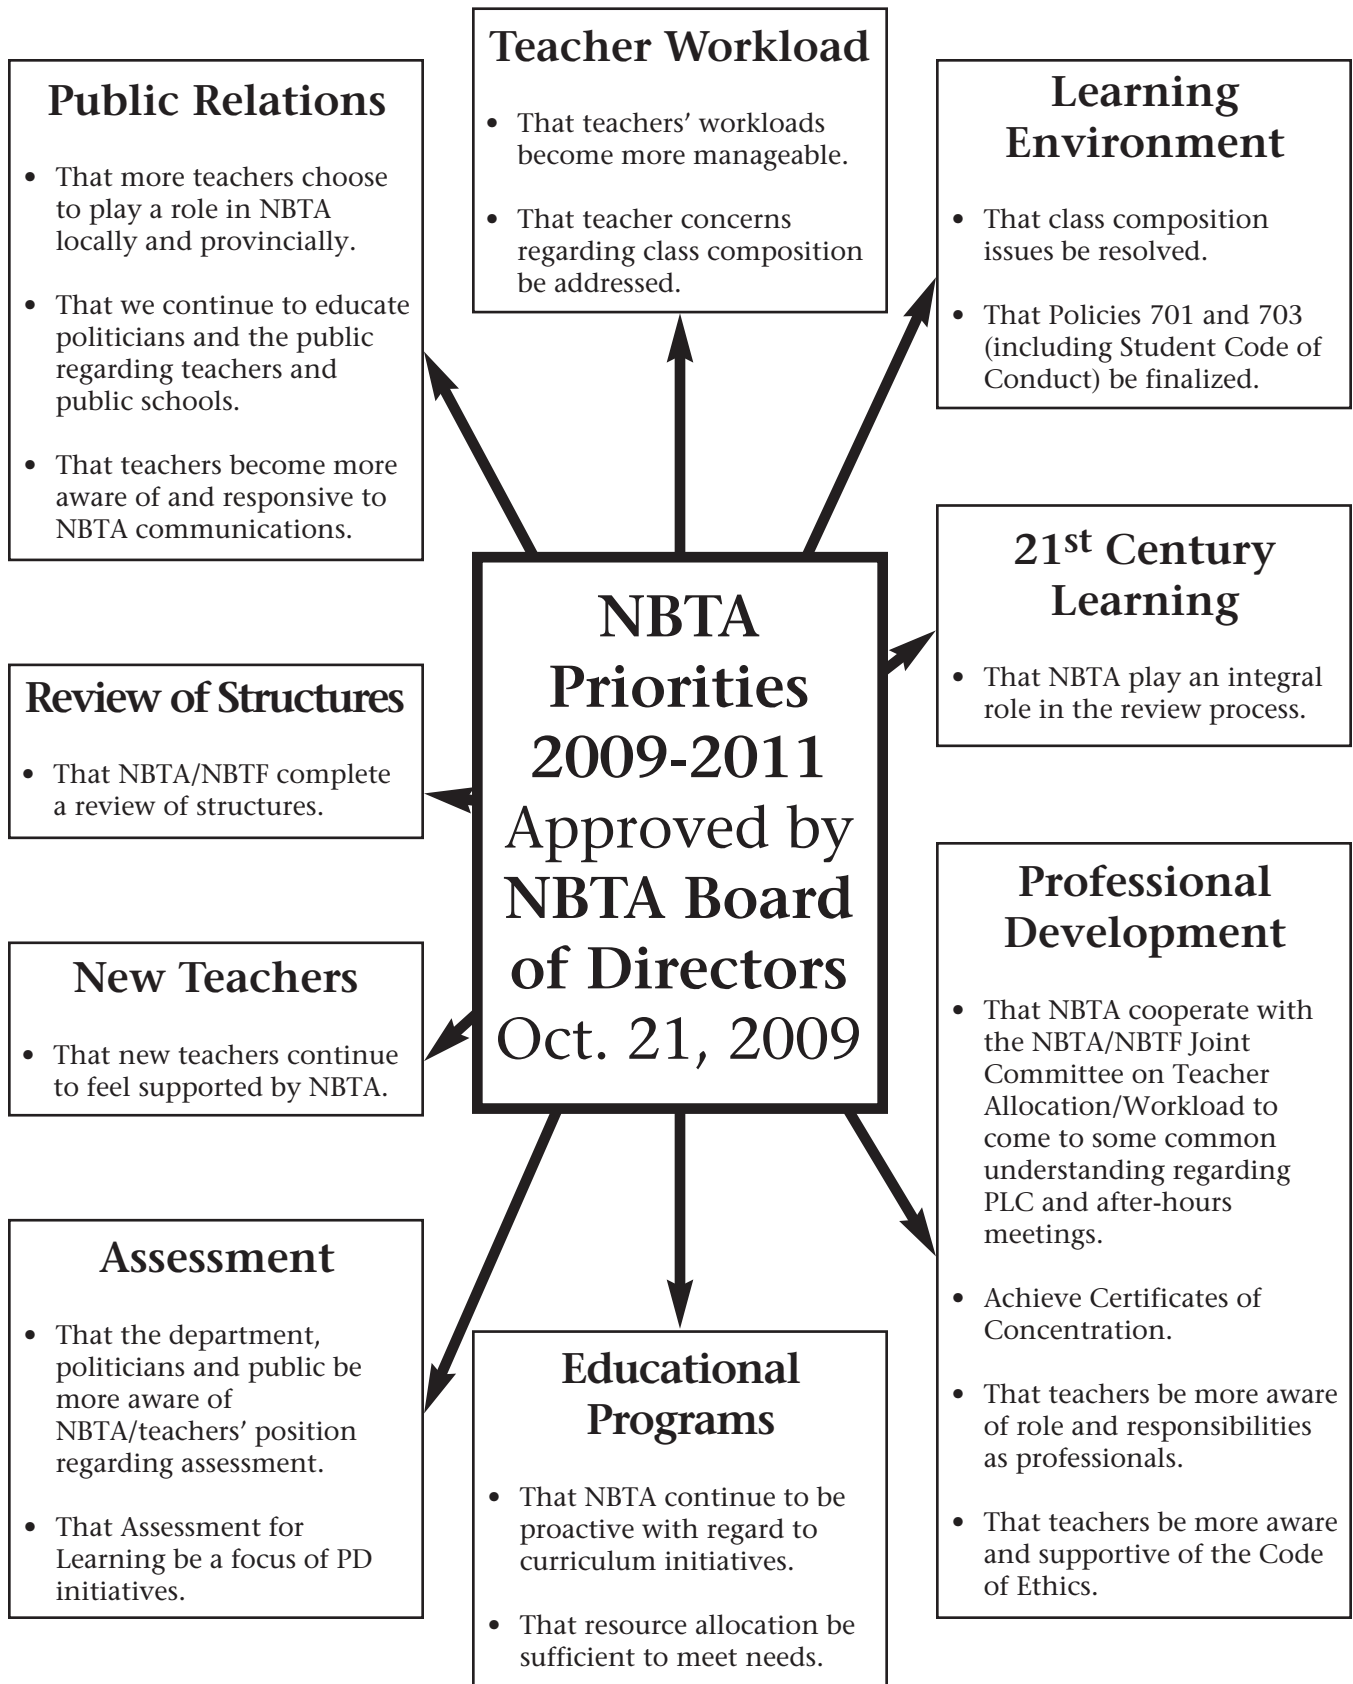 Teacher Workload
• That teachers’ workloads
become more manageable.
• That teacher concerns
regarding class composition
be addressed.
Public Relations
• That more teachers choose
to play a role in NBTA
locally and provincially.
• That we continue to educate
politicians and the public
regarding teachers and
public schools.
• That teachers become more
aware of and responsive to
NBTA communications.
Learning
Environment
• That class composition
issues be resolved.
• That Policies 701 and 703
(including Student Code of
Conduct) be finalized.
21st Century
Learning
• That NBTA play an integral
role in the review process.
NBTA
Priorities
2009-2011
Approved by
NBTA Board
of Directors
Oct. 21, 2009
Review of Structures
• That NBTA/NBTF complete
a review of structures.
New Teachers
• That new teachers continue
to feel supported by NBTA.
Professional
Development
• That NBTA cooperate with
the NBTA/NBTF Joint
Committee on Teacher
Allocation/Workload to
come to some common
understanding regarding
PLC and after-hours
meetings.
• Achieve Certificates of
Concentration.
• That teachers be more aware
of role and responsibilities
as professionals.
• That teachers be more aware
and supportive of the Code
of Ethics.
Assessment
• That the department,
politicians and public be
more aware of
NBTA/teachers’ position
regarding assessment.
• That Assessment for
Learning be a focus of PD
initiatives.
Educational
Programs
• That NBTA continue to be
proactive with regard to
curriculum initiatives.
• That resource allocation be
sufficient to meet needs.